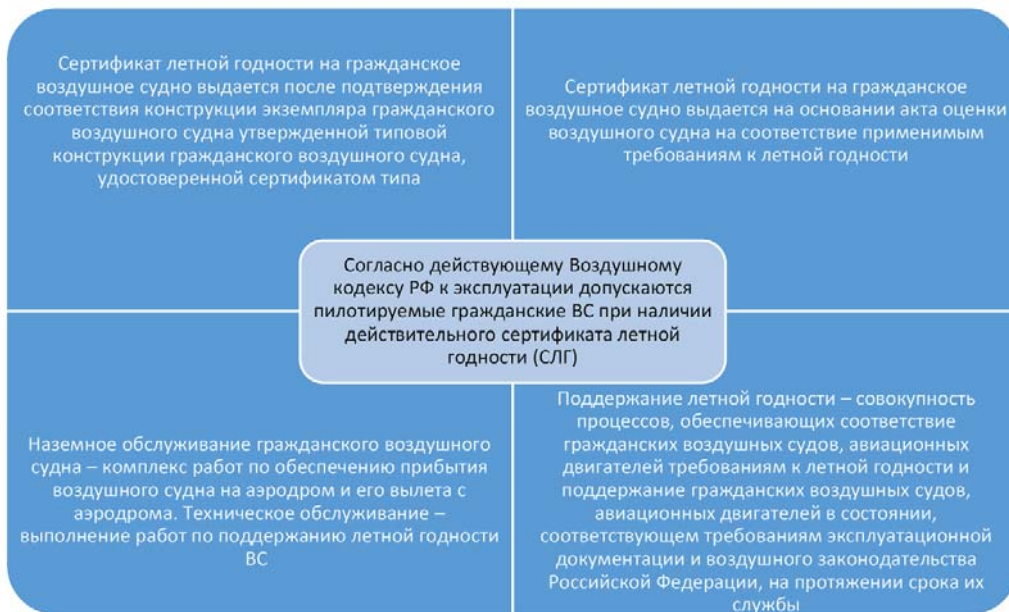 Сертификат летной годности на гражданское
воздушное судно выдается после подтверждения
соответствия конструкции экземпляра гражданского
воздушного судна утвержденной типовой
конструкции гражданского воздушного судна,
удостоверенной сертификатом типа
Сертификат летной годности на гражданское
воздушное судно выдается на основании акта оценки
воздушного судна на соответствие применимым
требованиям к летной годности
Согласно действующему Воздушному
кодексу РФ к эксплуатации допускаются
пилотируемые гражданские ВС при наличии
действительного сертификата летной
годности (СЛГ)
Наземное обслуживание гражданского воздушного
судна – комплекс работ по обеспечению прибытия
воздушного судна на аэродром и его вылета с
аэродрома. Техническое обслуживание –
выполнение работ по поддержанию летной годности
ВС
Поддержание летной годности – совокупность
процессов, обеспечивающих соответствие
гражданских воздушных судов, авиационных
двигателей требованиям к летной годности и
поддержание гражданских воздушных судов,
авиационных двигателей в состоянии,
соответствующем требованиям эксплуатационной
документации и воздушного законодательства
Российской Федерации, на протяжении срока их
службы